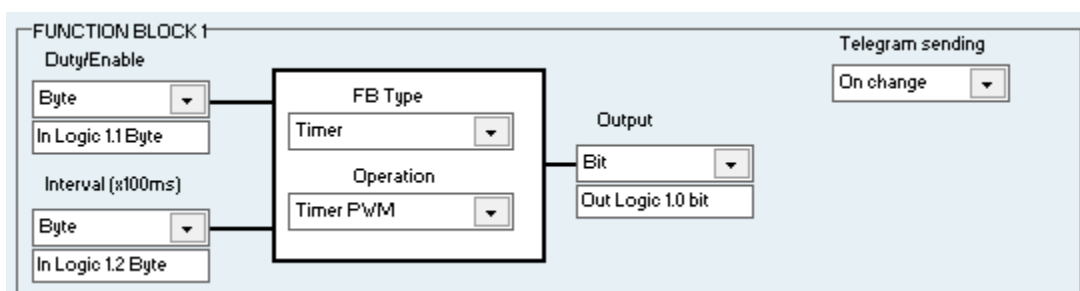 FUNCTION BLOCK 1
Telegram sending
Duty/Enable
On change
Byte
FB Type
In Logic 1.1 Byte
Timer
Output
Bit
Interval (x100ms)
Operation
Out Logic 1.0 bit
Byte
Timer PWM
In Logic 1.2 Byte